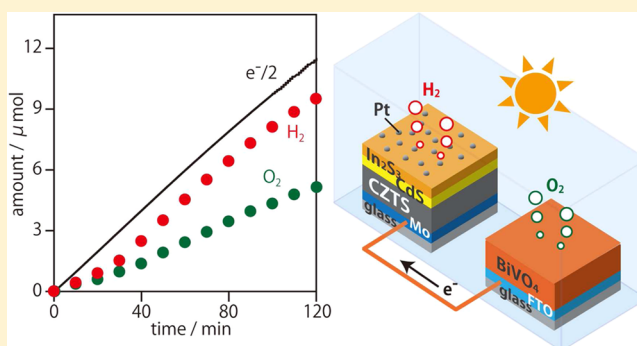 amount / μmol
12
9
6
3
0
0
40
80
120
time / min
e⁻/2
H₂
O₂
H₂
Pt
In₂S₃
CdS
CZTS
Mo
glass
O₂
BiVO₄
FTO
glass
e⁻